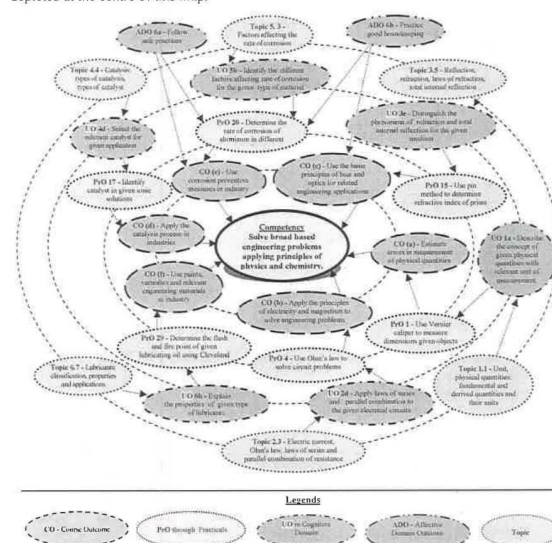 depicted at the centre of this map.
ADO 6a - Follow
safe practices
Topic 5. 3 -
Factors affecting the
rate of corrosion
ADO 6b - Practice
good housekeeping
Topic 4.4 - Catalysis:
types of catalysis,
types of catalyst
UO 5b - Identify the different
factors affecting rate of corrosion
for the given type of material
Topic 3.5 - Reflection,
refraction, laws of refraction,
total internal reflection
UO 4d - Select the
relevant catalyst for
given application
PrO 28 - Determine the
rate of corrosion of
aluminum in different
UO 3e - Distinguish the
phenomena of refraction and total
internal reflection for the given
medium
PrO 17 - Identify
catalyst in given some
solutions
CO (e) - Use
corrosion preventive
measures in industry
CO (c) - Use the basic
principles of heat and
optics for related
engineering applications
PrO 15 - Use pin
method to determine
refractive index of prism
CO (d) - Apply the
catalysis process in
industries
Competency
Solve broad based
engineering problems
applying principles of
physics and chemistry.
CO (a) - Estimate
errors in measurement
of physical quantities
UO 1a - Describe
the concept of
given physical
quantities with
relevant unit of
measurement.
CO (f) - Use paints,
varnishes and relevant
engineering materials
in industry
CO (b) - Apply the principles
of electricity and magnetism to
solve engineering problems.
PrO 29 - Determine the flash
and fire point of given
lubricating oil using Cleveland
PrO 4 - Use Ohm's law to
solve circuit problems
PrO 1 - Use Vernier
caliper to measure
dimensions given objects
Topic 6.7 - Lubricants
classification, properties
and applications.
UO 6h - Explain
the properties of given type
of lubricants.
UO 2d - Apply laws of series
and parallel combination to
the given electrical circuits
Topic 1.1 - Unit,
physical quantities:
fundamental and
derived quantities and
their units
Topic 2.3 - Electric current,
Ohm's law, laws of series and
parallel combination of resistance
Legends
CO - Course Outcome
PrO through Practicals
UO in Cognitive
Domain
ADO - Affective
Domain Outcome
Topic